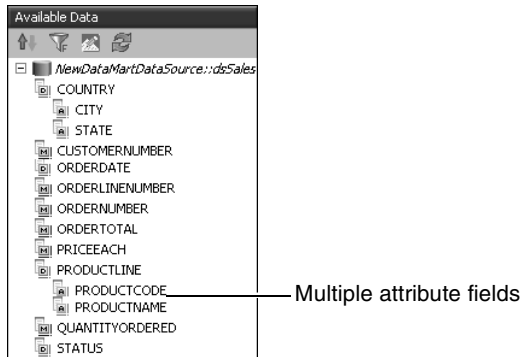 Available Data
NewDataMartDataSource::dsSales
COUNTRY
CITY
STATE
CUSTOMERNUMBER
ORDERDATE
ORDERLINENUMBER
ORDERNUMBER
ORDERTOTAL
PRICEEACH
PRODUCTLINE
PRODUCTCODE
Multiple attribute fields
PRODUCTNAME
QUANTITYORDERED
STATUS